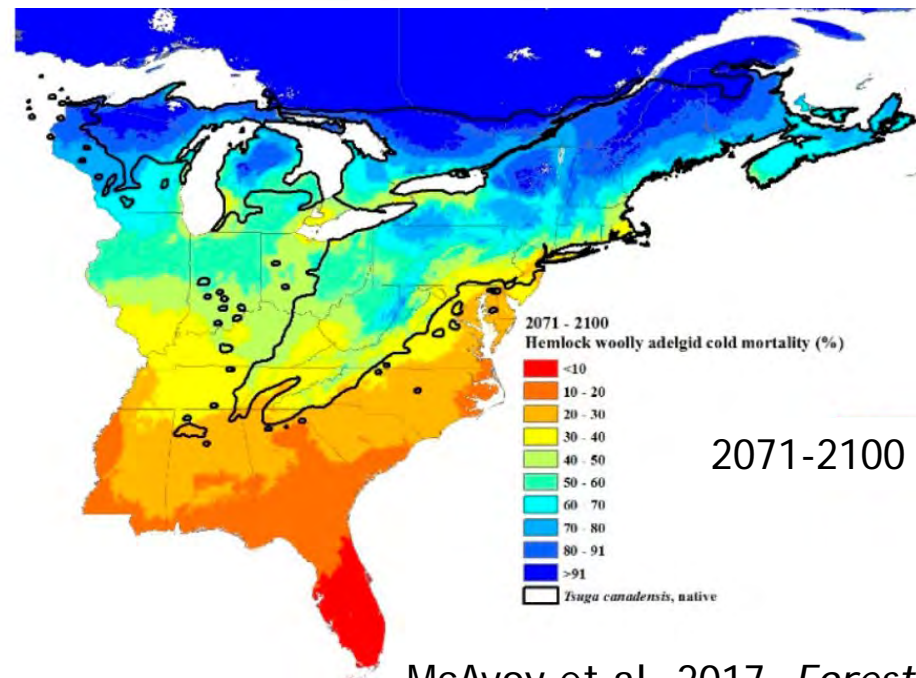 2071 - 2100
Hemlock woolly adelgid cold mortality (%)
<10
10 - 20
20 - 30
30 - 40
40 - 50
50 - 60
60 - 70
70 - 80
80 - 91
>91
Tsuga canadensis, native
2071-2100
McAvoy et al. 2017. Forest